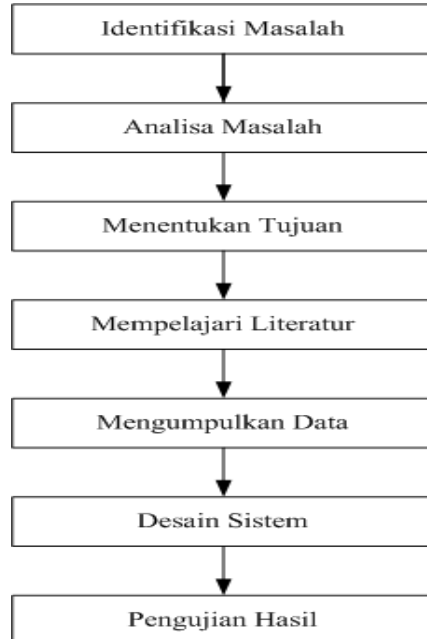 Identifikasi Masalah
Analisa Masalah
Menentukan Tujuan
Mempelajari Literatur
Mengumpulkan Data
Desain Sistem
Pengujian Hasil